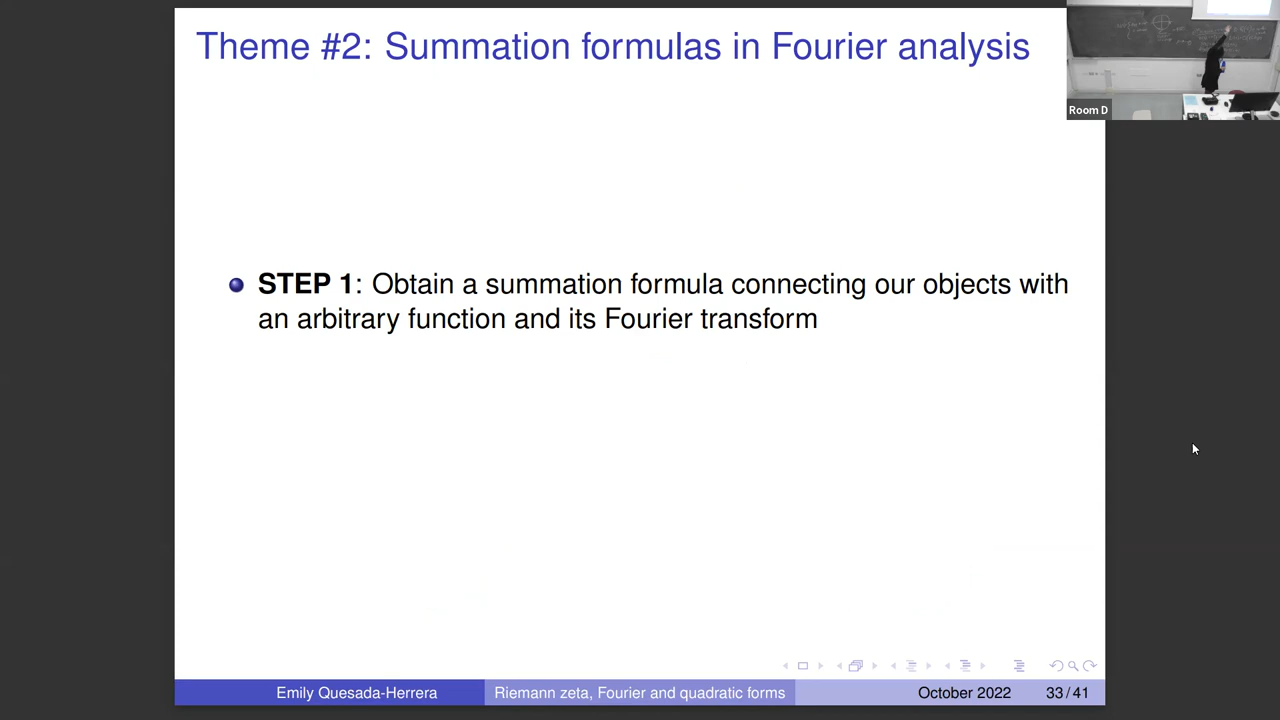 Theme #2: Summation formulas in Fourier analysis
Room D
STEP 1: Obtain a summation formula connecting our objects with
an arbitrary function and its Fourier transform
Emily Quesada-Herrera
Riemann zeta, Fourier and quadratic forms
October 2022
33 / 41